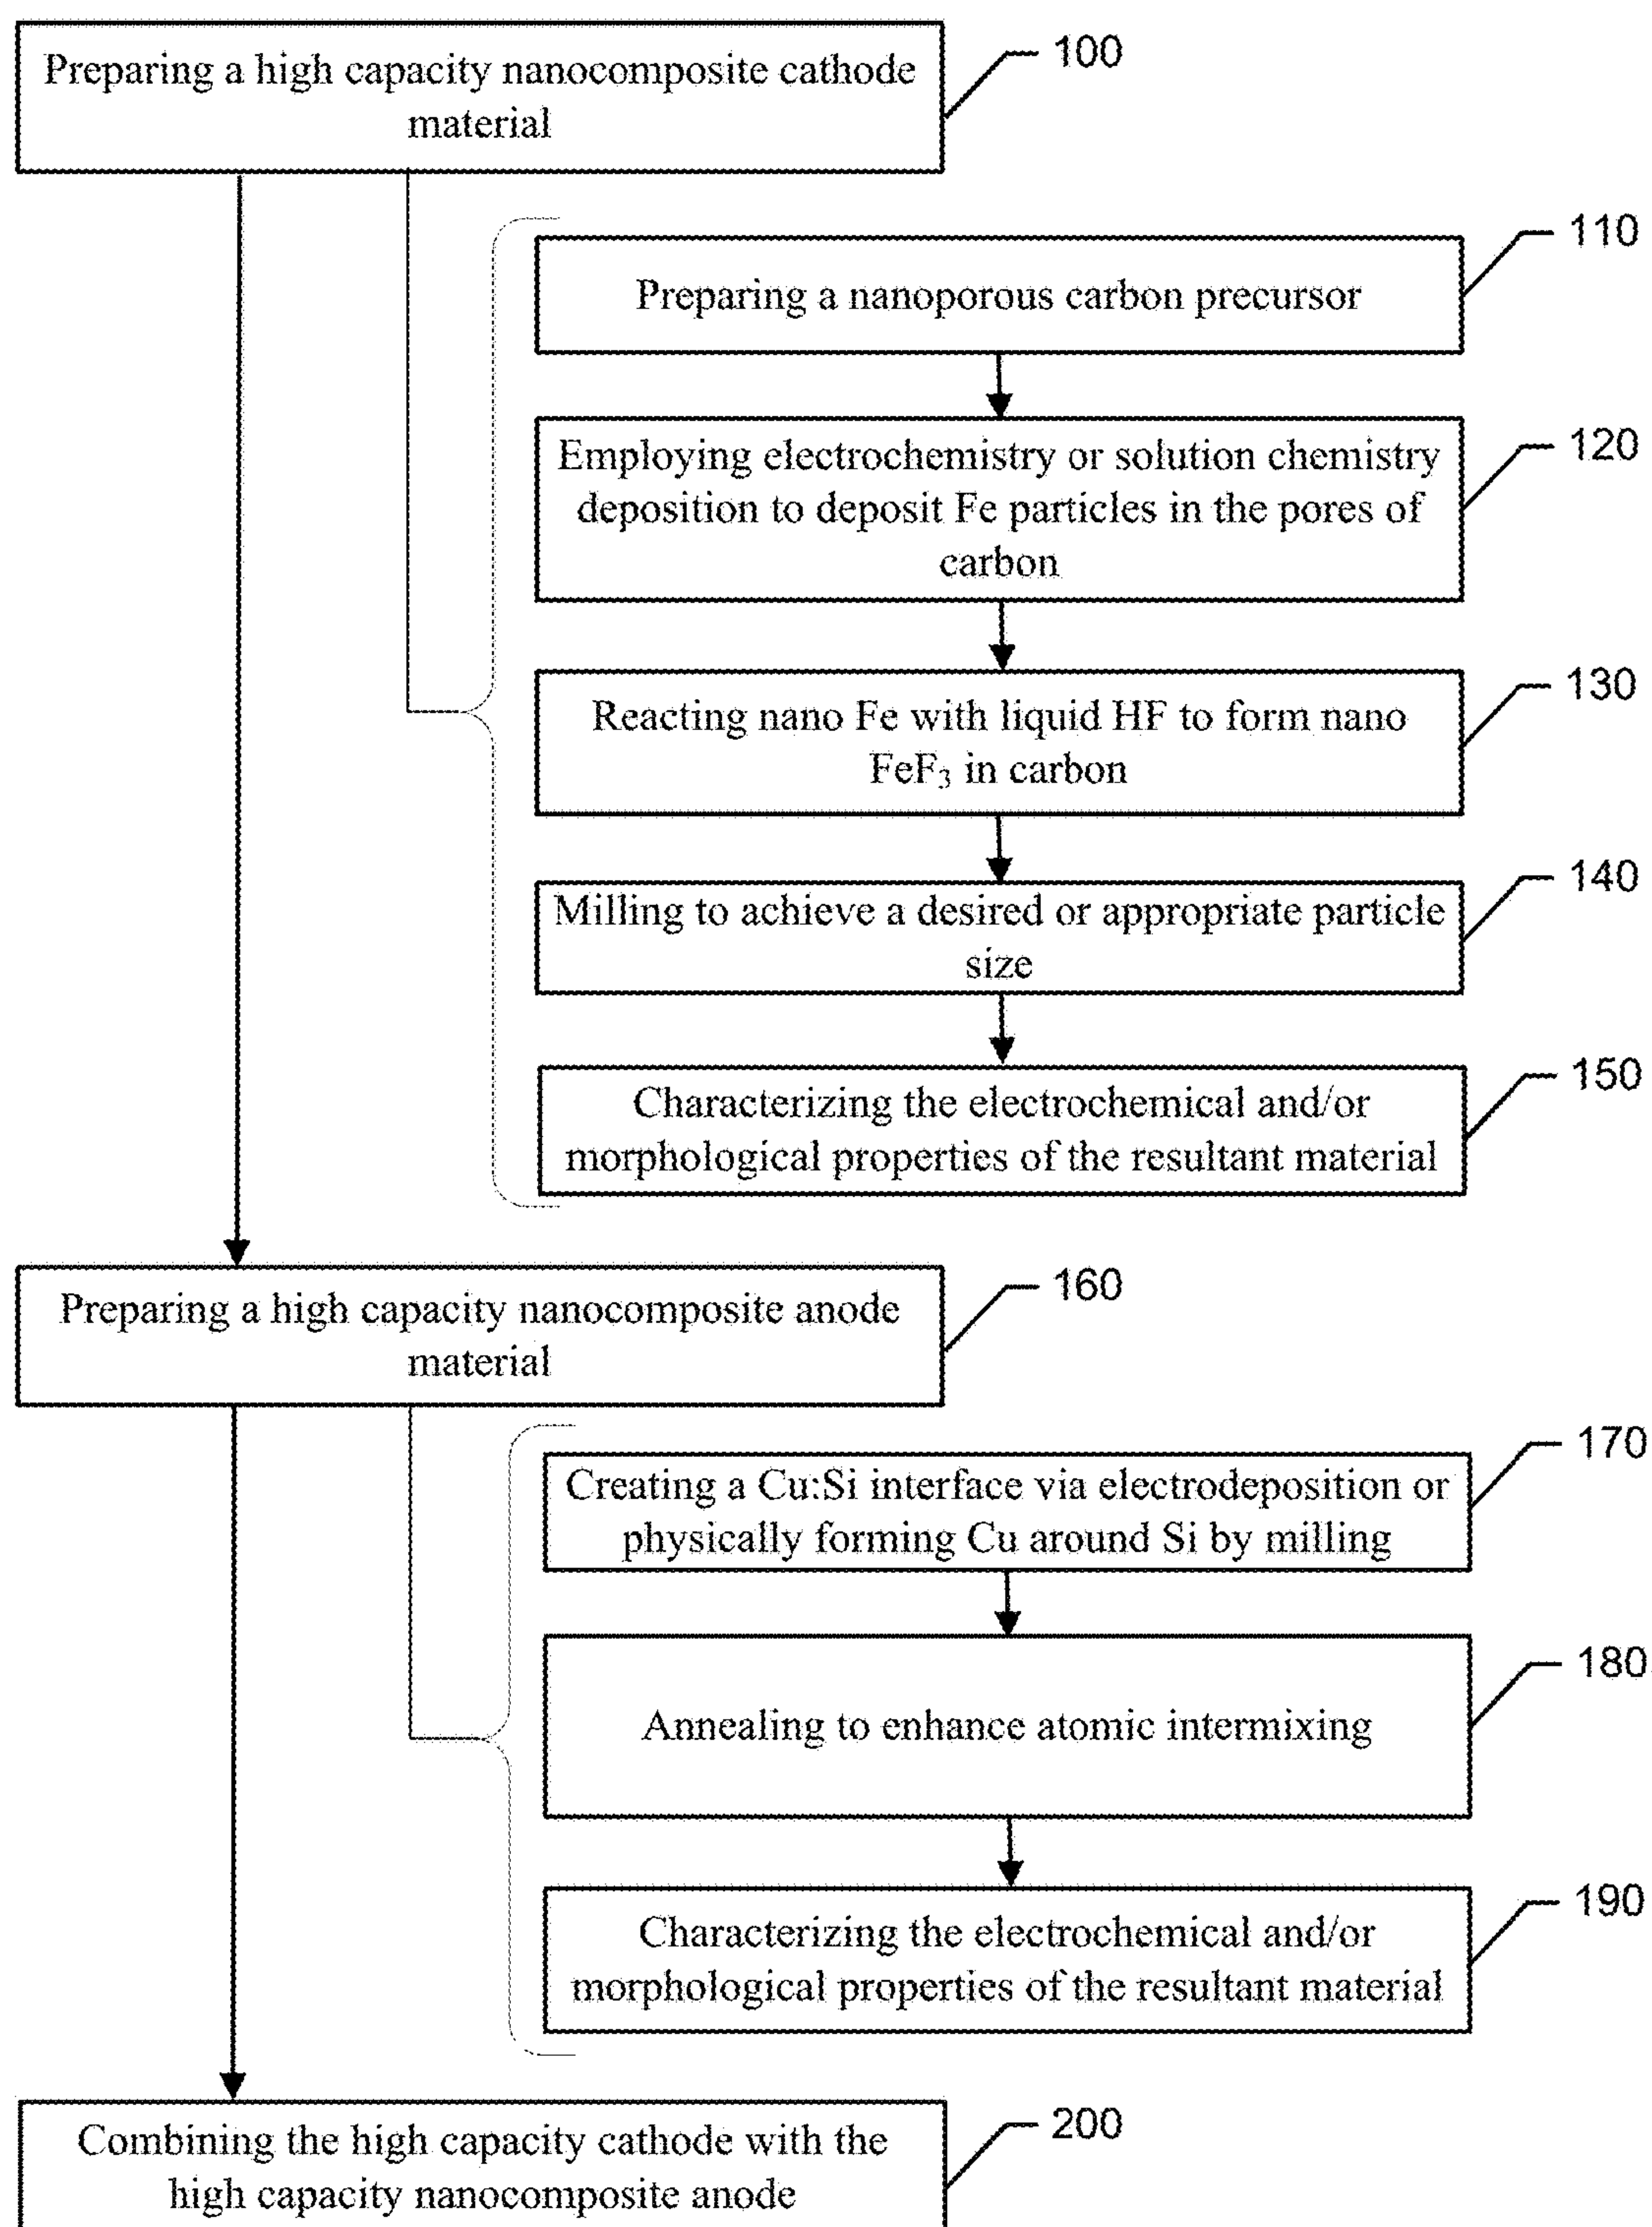 Preparing a high capacity nanocomposite cathode
material
100
110
Preparing a nanoporous carbon precursor
120
Employing electrochemistry or solution chemistry
deposition to deposit Fe particles in the pores of
carbon
130
Reacting nano Fe with liquid HF to form nano
FeF₃ in carbon
140
Milling to achieve a desired or appropriate particle
size
150
Characterizing the electrochemical and/or
morphological properties of the resultant material
160
Preparing a high capacity nanocomposite anode
material
170
Creating a Cu:Si interface via electrodeposition or
physically forming Cu around Si by milling
180
Annealing to enhance atomic intermixing
190
Characterizing the electrochemical and/or
morphological properties of the resultant material
200
Combining the high capacity cathode with the
high capacity nanocomposite anode